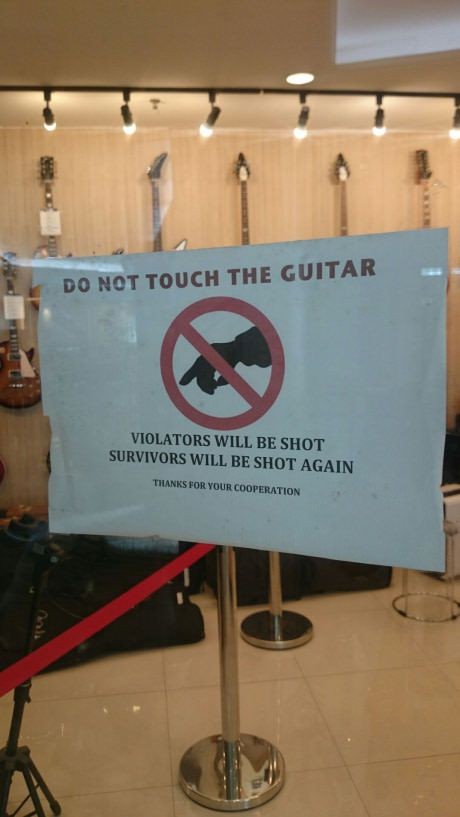 DO NOT TOUCH THE GUITAR
VIOLATORS WILL BE SHOT
SURVIVORS WILL BE SHOT AGAIN
THANKS FOR YOUR COOPERATION